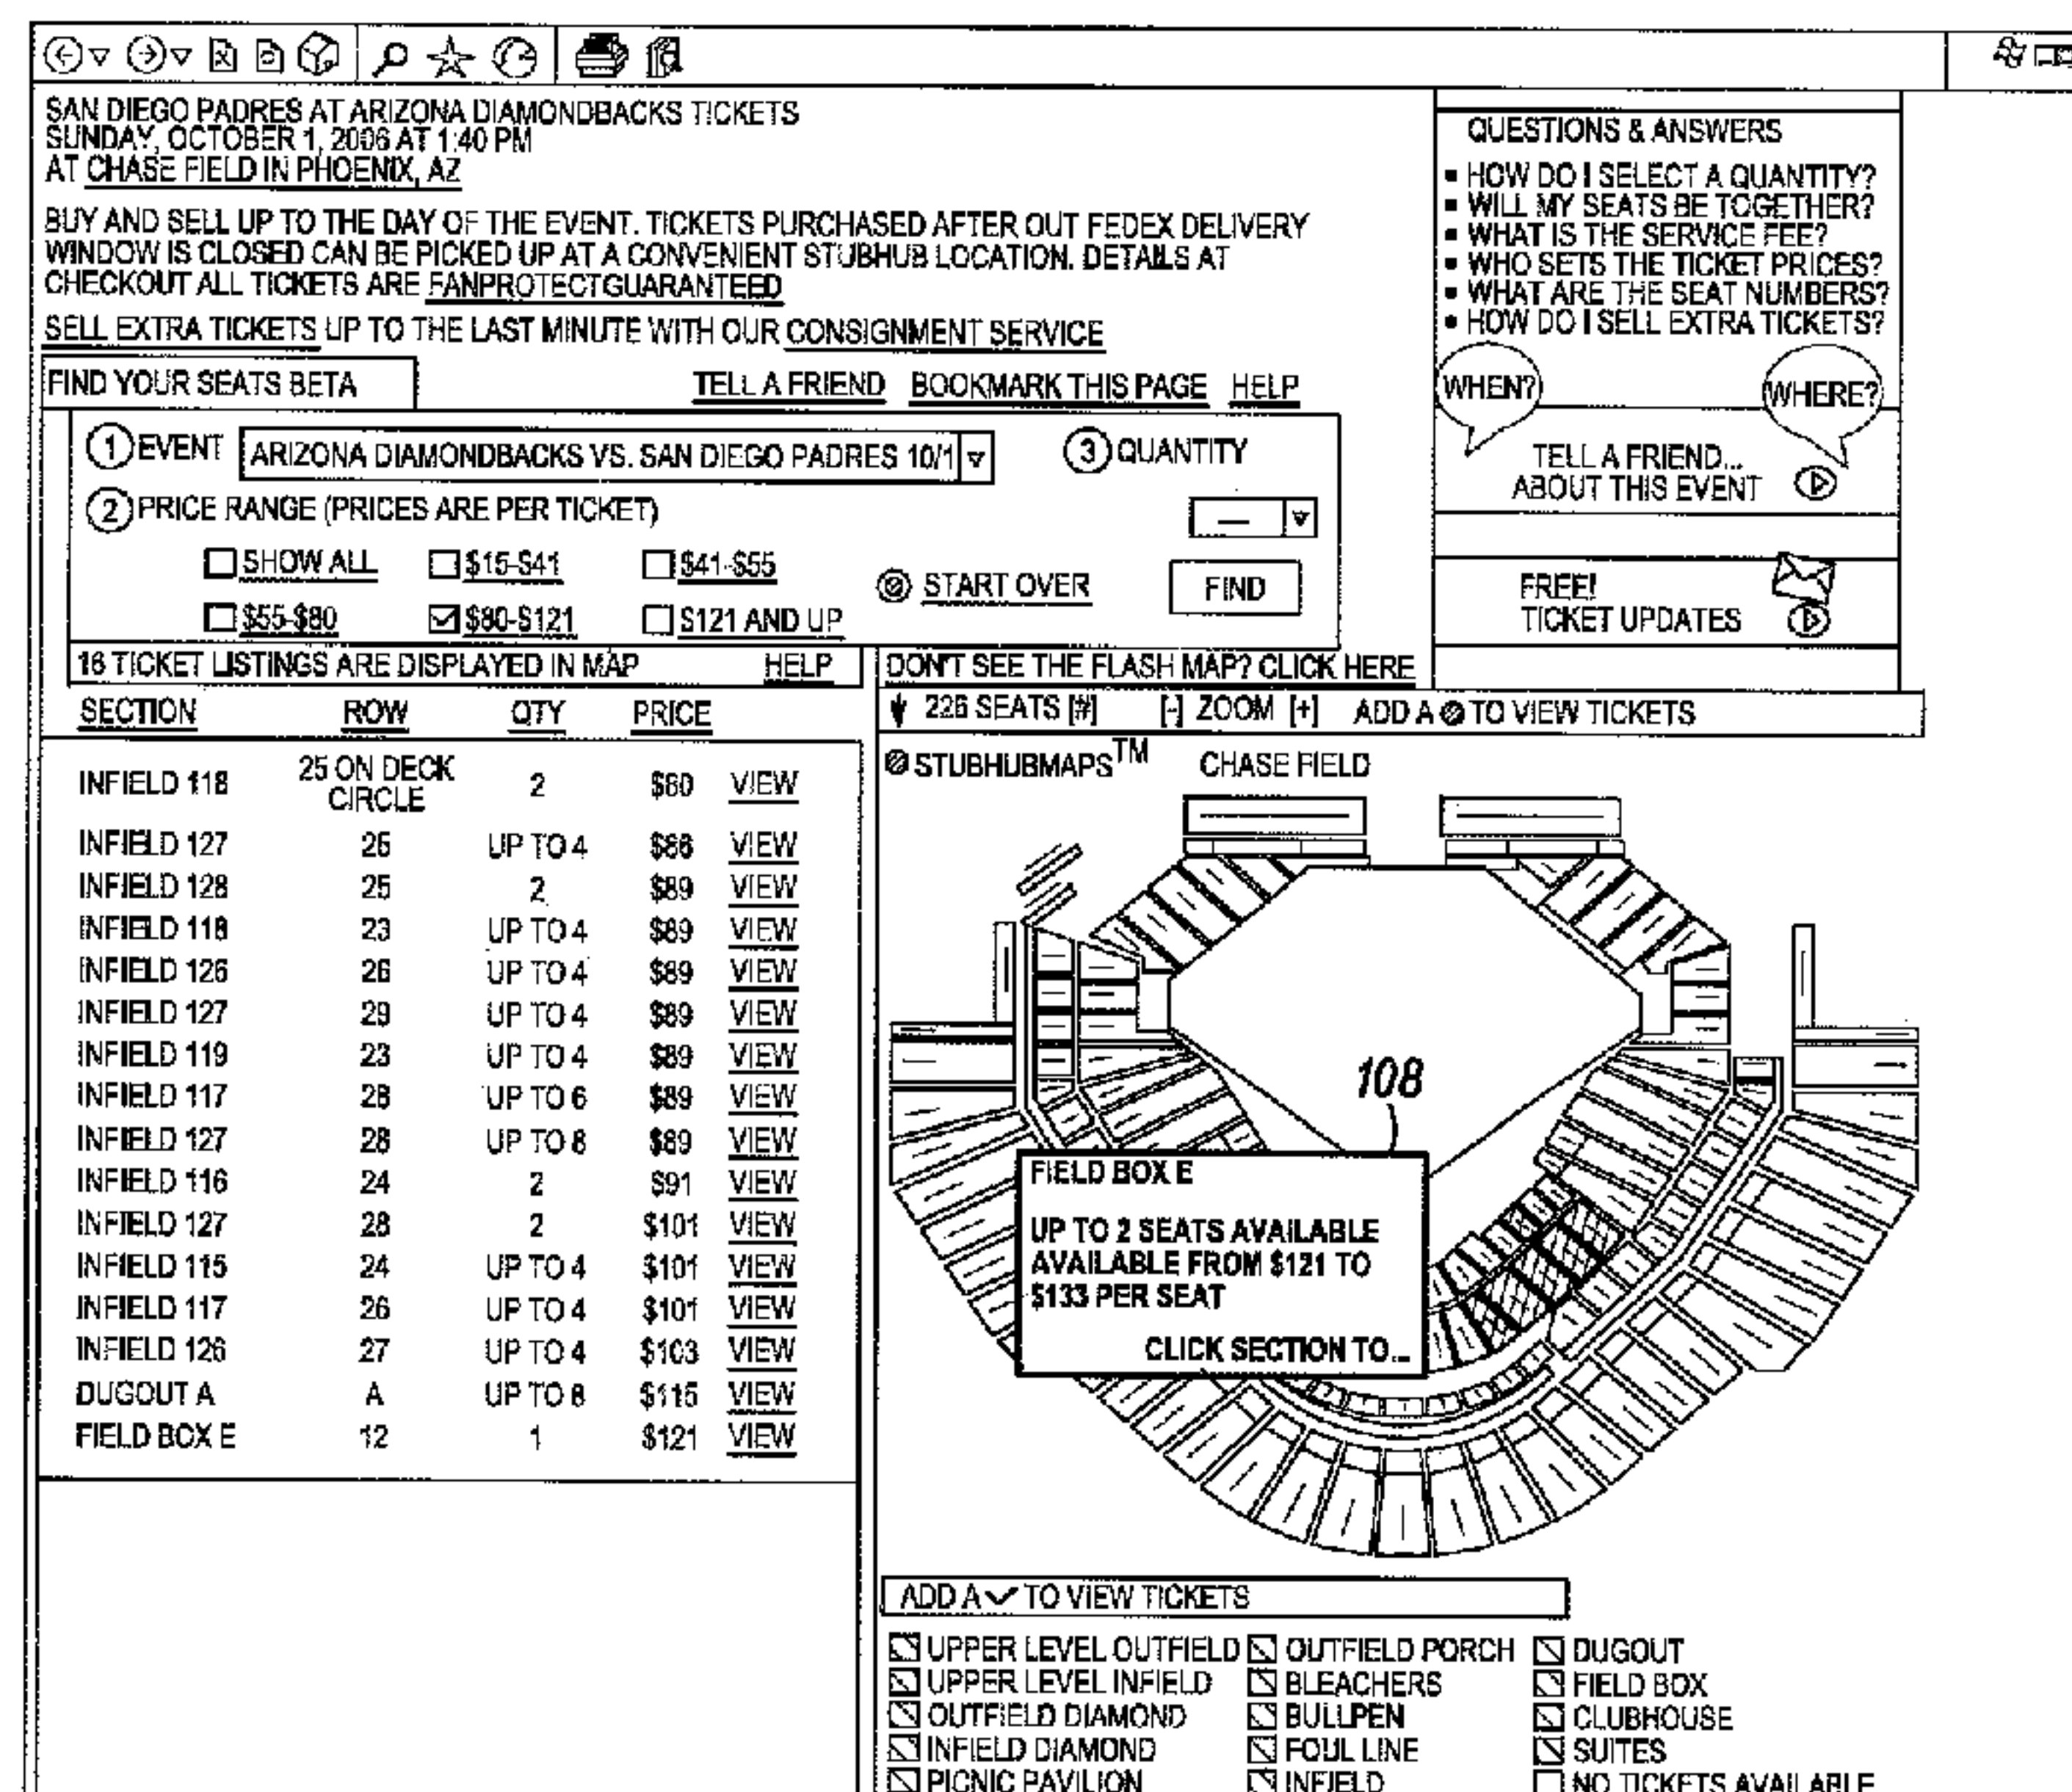 SAN DIEGO PADRES AT ARIZONA DIAMONDBACKS TICKETS
SUNDAY, OCTOBER 1, 2006 AT 1:40 PM
AT CHASE FIELD IN PHOENIX, AZ
BUY AND SELL UP TO THE DAY OF THE EVENT. TICKETS PURCHASED AFTER OUT FEDEX DELIVERY
WINDOW IS CLOSED CAN BE PICKED UP AT A CONVENIENT STUBHUB LOCATION. DETAILS AT
CHECKOUT ALL TICKETS ARE FANPROTECTGUARANTEED
SELL EXTRA TICKETS UP TO THE LAST MINUTE WITH OUR CONSIGNMENT SERVICE
QUESTIONS & ANSWERS
▪ HOW DO I SELECT A QUANTITY?
▪ WILL MY SEATS BE TOGETHER?
▪ WHAT IS THE SERVICE FEE?
▪ WHO SETS THE TICKET PRICES?
▪ WHAT ARE THE SEAT NUMBERS?
▪ HOW DO I SELL EXTRA TICKETS?
WHEN? WHERE?
TELL A FRIEND...
ABOUT THIS EVENT
FREE!
TICKET UPDATES
FIND YOUR SEATS BETA TELL A FRIEND BOOKMARK THIS PAGE HELP
1 EVENT ARIZONA DIAMONDBACKS VS. SAN DIEGO PADRES 10/1 3 QUANTITY
2 PRICE RANGE (PRICES ARE PER TICKET) —
SHOW ALL $15-$41 $41-$55
START OVER FIND
$55-$80 $80-$121 $121 AND UP
16 TICKET LISTINGS ARE DISPLAYED IN MAP HELP
SECTION ROW QTY PRICE
INFIELD 118 25 ON DECK CIRCLE 2 $80 VIEW
INFIELD 127 26 UP TO 4 $86 VIEW
INFIELD 128 25 2 $89 VIEW
INFIELD 118 23 UP TO 4 $89 VIEW
INFIELD 126 26 UP TO 4 $89 VIEW
INFIELD 127 29 UP TO 4 $89 VIEW
INFIELD 119 23 UP TO 4 $89 VIEW
INFIELD 117 28 UP TO 6 $89 VIEW
INFIELD 127 28 UP TO 8 $89 VIEW
INFIELD 116 24 2 $91 VIEW
INFIELD 127 28 2 $101 VIEW
INFIELD 115 24 UP TO 4 $101 VIEW
INFIELD 117 26 UP TO 4 $101 VIEW
INFIELD 126 27 UP TO 4 $103 VIEW
DUGOUT A A UP TO 8 $115 VIEW
FIELD BOX E 12 1 $121 VIEW
DON'T SEE THE FLASH MAP? CLICK HERE
226 SEATS [#] [-] ZOOM [+] ADD A TO VIEW TICKETS
STUBHUBMAPS TM CHASE FIELD
108
FIELD BOX E
UP TO 2 SEATS AVAILABLE
AVAILABLE FROM $121 TO
$133 PER SEAT
CLICK SECTION TO...
ADD A ✓ TO VIEW TICKETS
UPPER LEVEL OUTFIELD OUTFIELD PORCH DUGOUT
UPPER LEVEL INFIELD BLEACHERS FIELD BOX
OUTFIELD DIAMOND BULLPEN CLUBHOUSE
INFIELD DIAMOND FOUL LINE SUITES
PICNIC PAVILION INFIELD NO TICKETS AVAILABLE